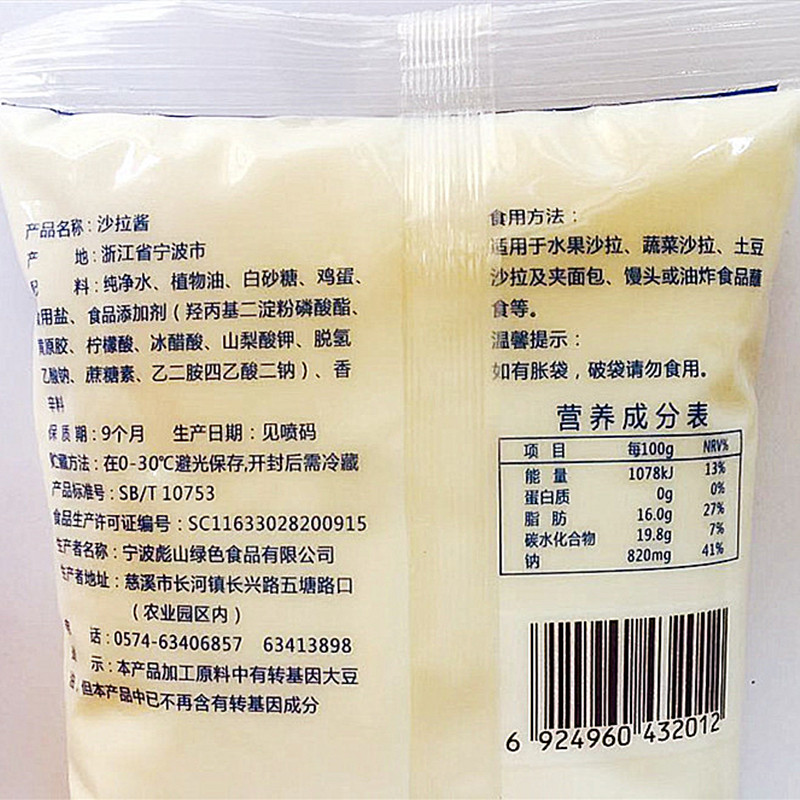 产品名称:沙拉酱
产 地:浙江省宁波市
配 料:纯净水、植物油、白砂糖、鸡蛋、
食用盐、食品添加剂(羟丙基二淀粉磷酸酯、
黄原胶、柠檬酸、冰醋酸、山梨酸钾、脱氢
乙酸钠、蔗糖素、乙二胺四乙酸二钠)、香
辛料
保 质 期:9个月 生产日期:见喷码
贮藏方法:在0-30℃避光保存,开封后需冷藏
产品标准号:SB/T 10753
食品生产许可证编号:SC11633028200915
生产者名称:宁波彪山绿色食品有限公司
生产者地址:慈溪市长河镇长兴路五塘路口
(农业园区内)
电 话:0574-63406857 63413898
示:本产品加工原料中有转基因大豆
油,但本产品中已不再含有转基因成分
食用方法:
适用于水果沙拉、蔬菜沙拉、土豆
沙拉及夹面包、馒头或油炸食品蘸
食等。
温馨提示:
如有胀袋,破袋请勿食用。
营养成分表
项 目 每100g NRV%
能 量 1078kJ 13%
蛋白质 0g 0%
脂 肪 16.0g 27%
碳水化合物 19.8g 7%
钠 820mg 41%
6 924960 432012